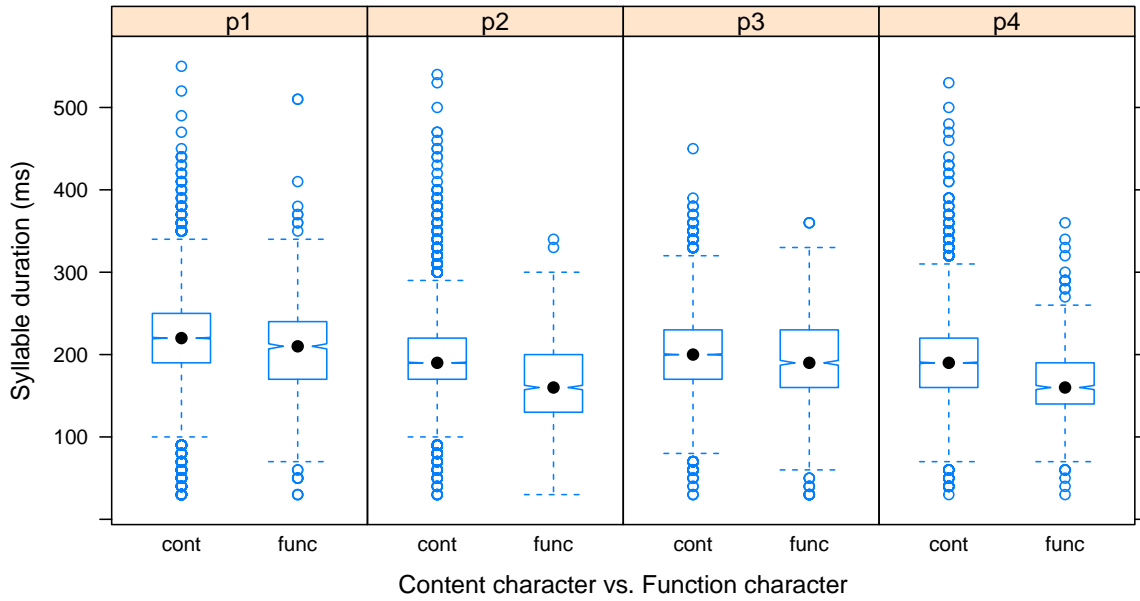 p1 p2 p3 p4
500
400
300
200
100
Syllable duration (ms)
cont func cont func cont func cont func
Content character vs. Function character